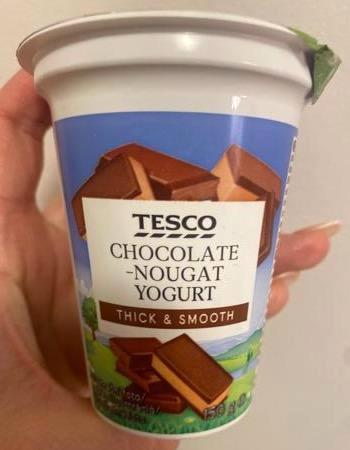 TESCO
CHOCOLATE
-NOUGAT
YOGURT
THICK & SMOOTH
150 g